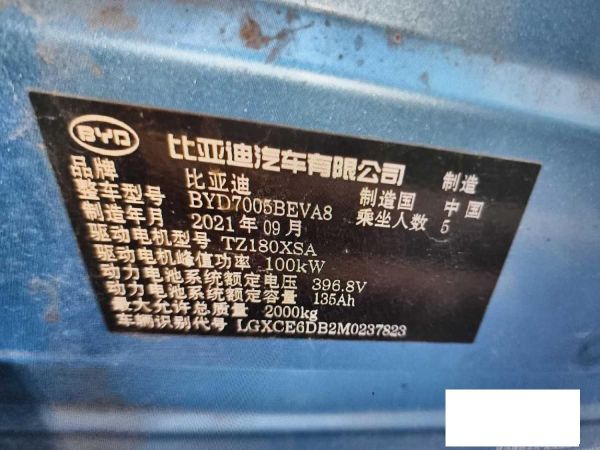 BYD 比亚迪汽车有限公司 制造
品牌 比亚迪 制造国 中国
整车型号 BYD7005BEVA8 乘坐人数 5
制造年月 2021年09月
驱动电机型号 TZ180XSA
驱动电机峰值功率 100kW
动力电池系统额定电压 396.8V
动力电池系统额定容量 135Ah
最大允许总质量 2000kg
车辆识别代号 LGXCE6DB2M0237823